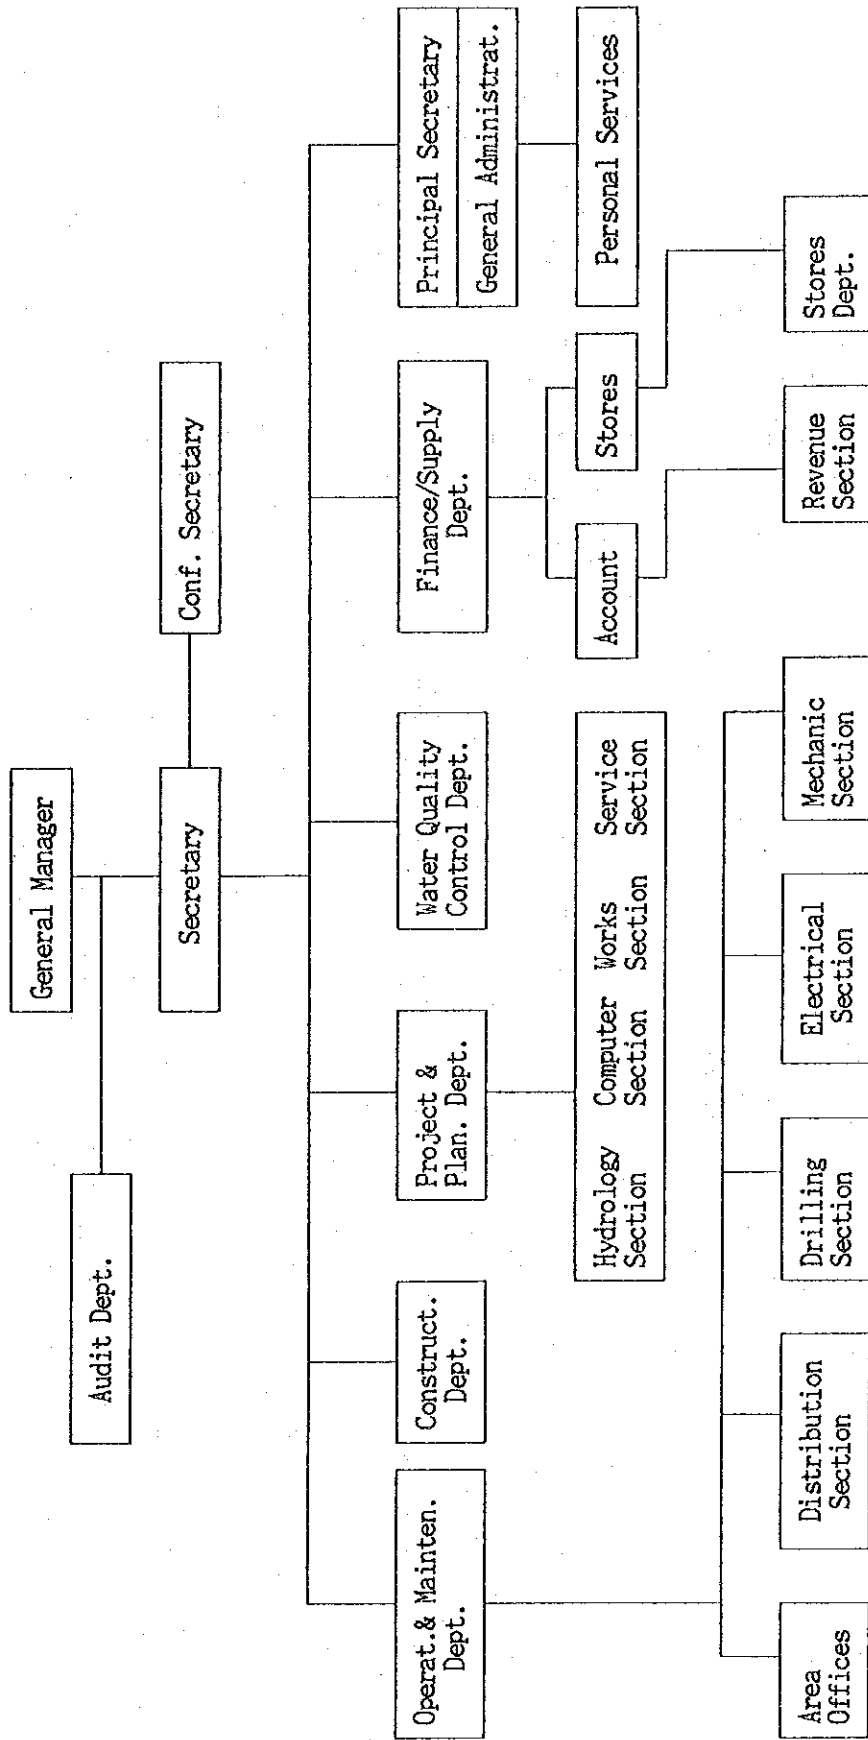 General Manager
Audit Dept.
Secretary
Conf. Secretary
Operat.& Mainten.
Dept.
Construct.
Dept.
Project &
Plan. Dept.
Water Quality
Control Dept.
Finance/Supply
Dept.
Principal Secretary
General Administrat.
Hydrology
Section
Computer
Section
Works
Section
Service
Section
Account
Stores
Personal Services
Area
Offices
Distribution
Section
Drilling
Section
Electrical
Section
Mechanic
Section
Revenue
Section
Stores
Dept.